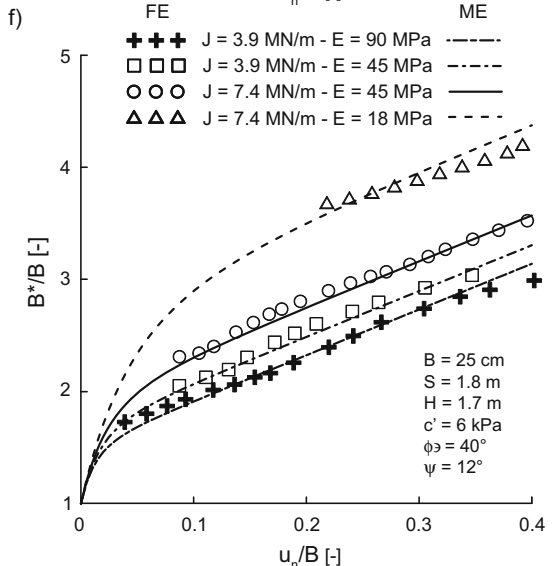 f)
FE ME
J = 3.9 MN/m - E = 90 MPa
J = 3.9 MN/m - E = 45 MPa
J = 7.4 MN/m - E = 45 MPa
J = 7.4 MN/m - E = 18 MPa
5
4
3
2
1
B*/B [-]
B = 25 cm
S = 1.8 m
H = 1.7 m
c' = 6 kPa
ϕ϶= 40°
ψ = 12°
0 0.1 0.2 0.3 0.4
uₙ/B [-]